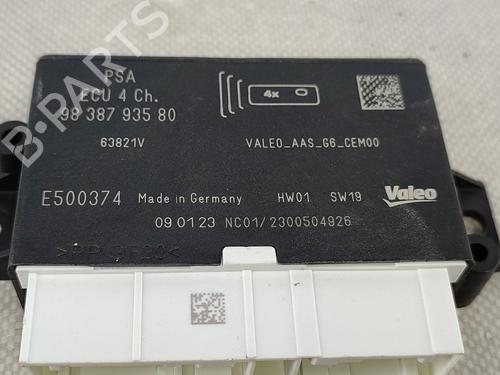 PSA
ECU 4 Ch.
98 387 935 80
4x
63821V
VALEO_AAS_G6_CEM00
E500374 Made in Germany HW01 SW19 Valeo
09 01 23 NC01/2300504926
B-PARTS